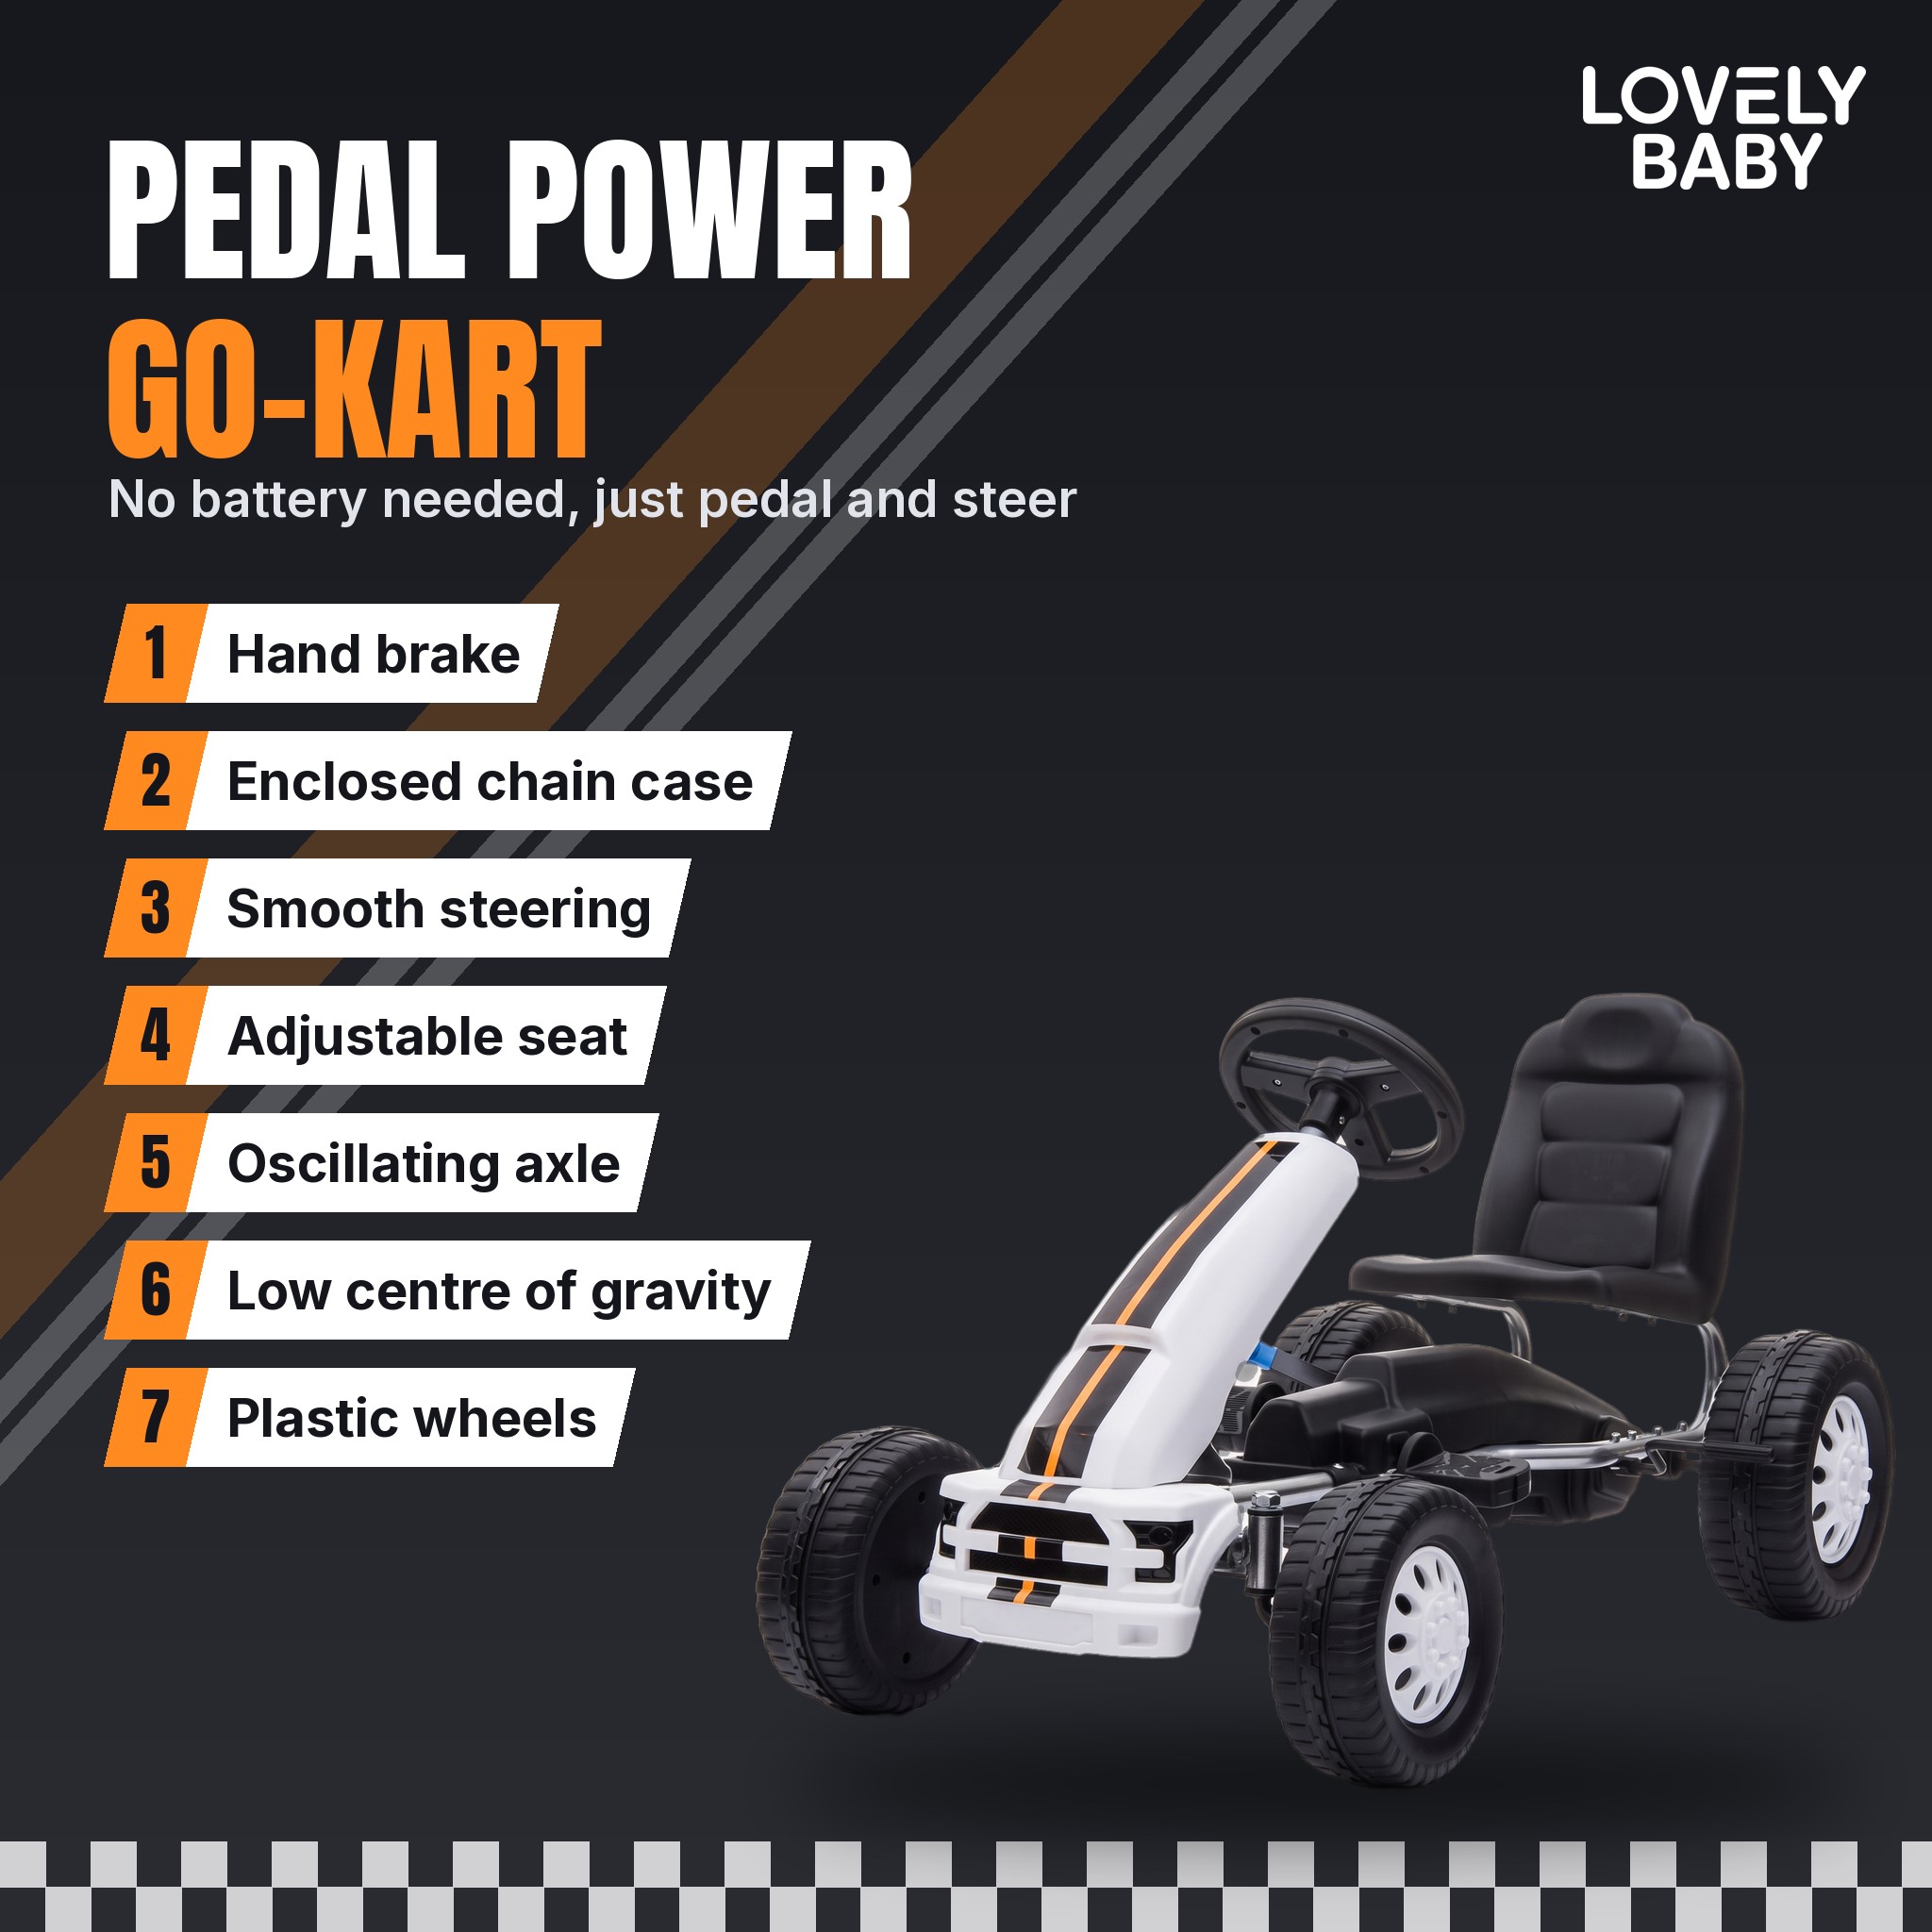 LOVELY
BABY
PEDAL POWER
GO-KART
No battery needed, just pedal and steer
1 Hand brake
2 Enclosed chain case
3 Smooth steering
4 Adjustable seat
5 Oscillating axle
6 Low centre of gravity
7 Plastic wheels